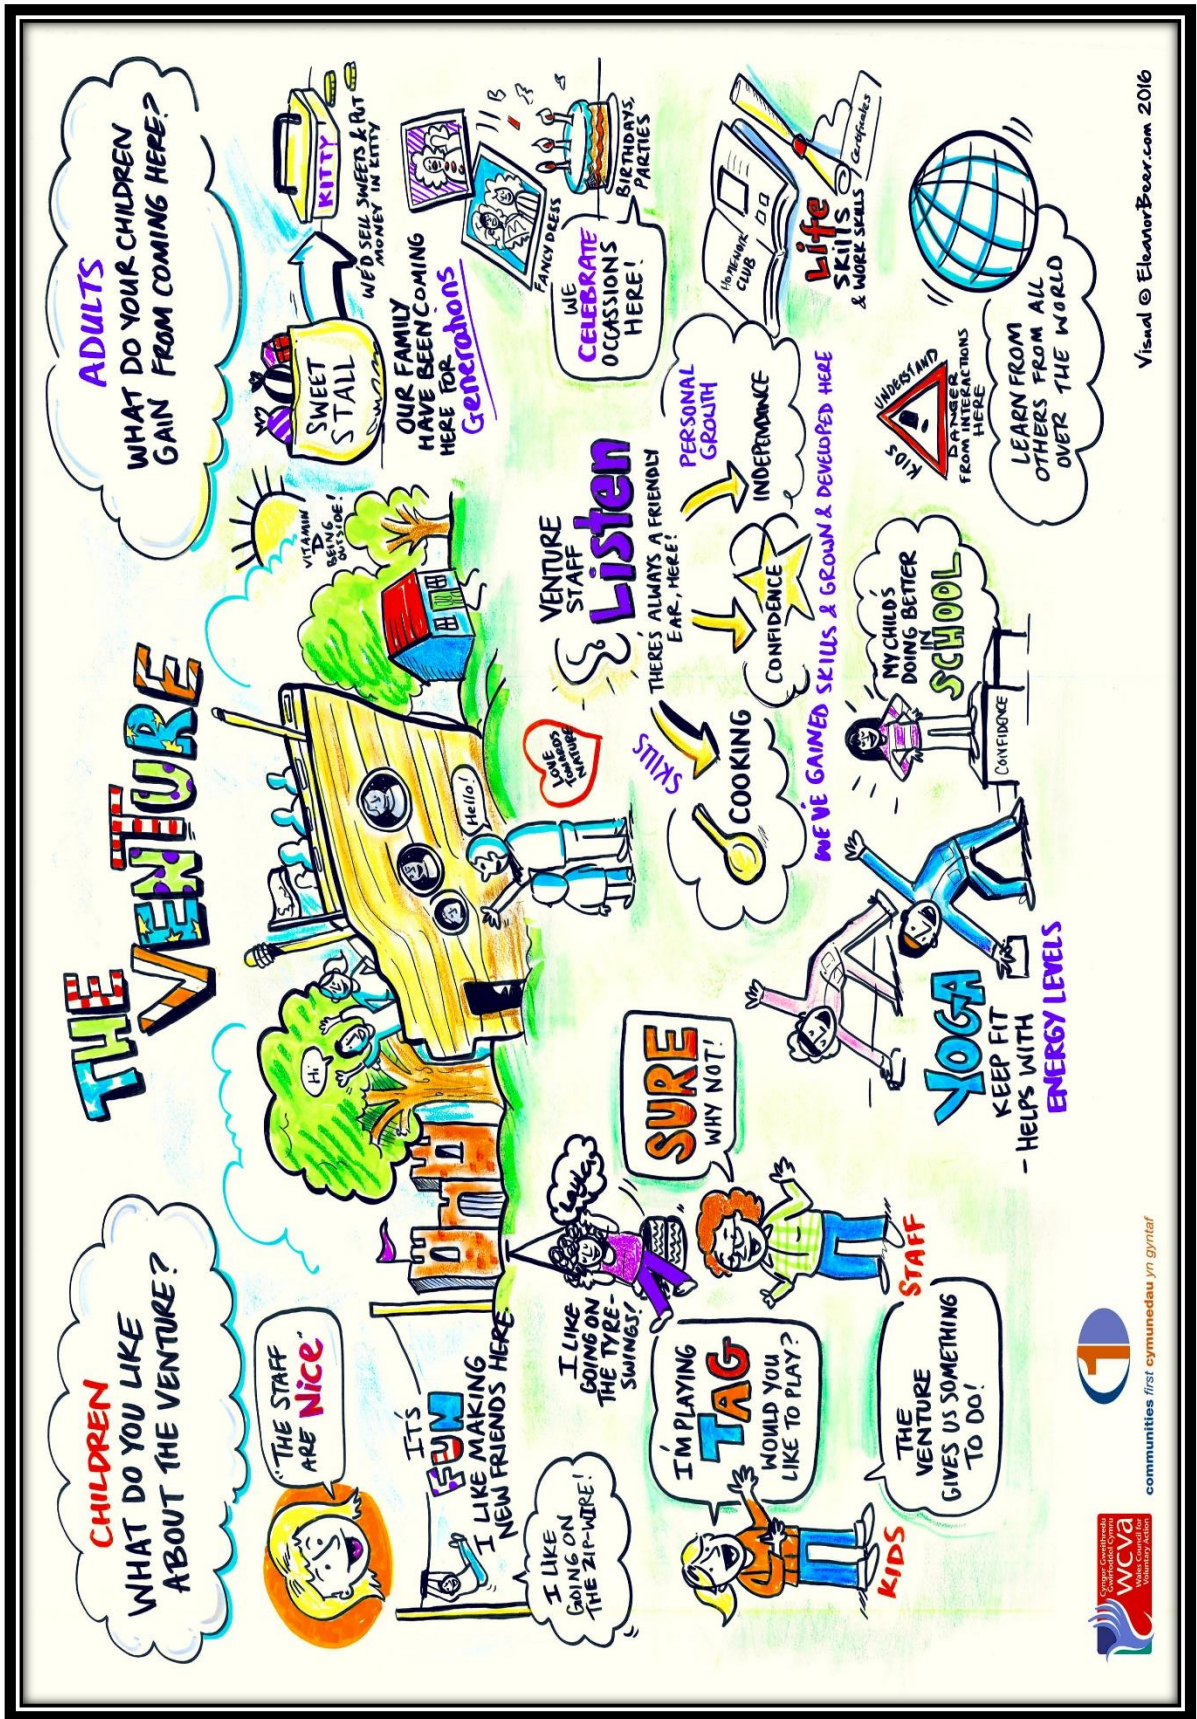 THE
VENTURE
CHILDREN
WHAT DO YOU LIKE
ABOUT THE VENTURE?
"THE STAFF
ARE NICE"
IT'S
FUN
I LIKE MAKING
NEW FRIENDS HERE
I LIKE
GOING ON
THE ZIP-WIRE!
Hi
Hello!
I LIKE
GOING ON
THE TYRE-
SWINGS!
I'M PLAYING
TAG
WOULD YOU
LIKE TO PLAY?
KIDS
SURE
WHY NOT!
STAFF
THE
VENTURE
GIVES US SOMETHING
TO DO!
ADULTS
WHAT DO YOUR CHILDREN
GAIN FROM COMING HERE?
VITAMIN
D
BEING
OUTSIDE!
SWEET
STALL
KITTY
WE'D SELL SWEETS & PUT
MONEY IN KITTY
OUR FAMILY
HAVE BEEN COMING
HERE FOR
Generations
FANCY DRESS
WE
CELEBRATE
OCCASSIONS
HERE!
BIRTHDAYS,
PARTIES
LOVE
TOWARDS
NATURE
VENTURE
STAFF
Listen
THERE'S ALWAYS A FRIENDLY
EAR, HERE!
SKILLS
COOKING
CONFIDENCE
PERSONAL
GROWTH
INDEPENDANCE
WE'VE GAINED SKILLS & GROWN & DEVELOPED HERE
HOMEWORK
CLUB
Life
SKILLS
& WORK SKILLS
Certificates
YOGA
KEEP FIT
- HELPS WITH
ENERGY LEVELS
MY CHILD'S
DOING BETTER
IN
SCHOOL
CONFIDENCE
KIDS UNDERSTAND
DANGER
FROM INTERACTIONS
HERE
LEARN FROM
OTHERS FROM ALL
OVER THE WORLD
Cyngor Gweithredu
Gwirfoddol Cymru
WCVA
Wales Council for
Voluntary Action
1
communities first cymunedau yn gyntaf
Visual © EleanorBeer.com 2016